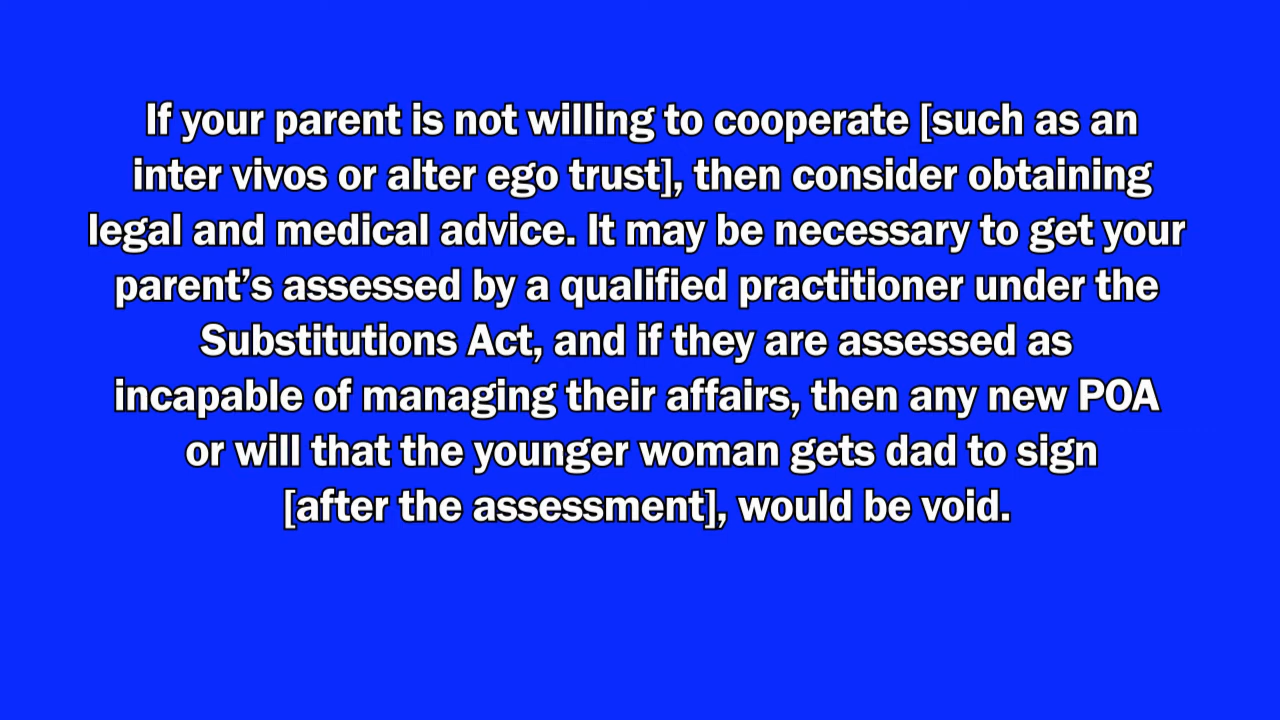 If your parent is not willing to cooperate [such as an
inter vivos or alter ego trust], then consider obtaining
legal and medical advice. It may be necessary to get your
parent’s assessed by a qualified practitioner under the
Substitutions Act, and if they are assessed as
incapable of managing their affairs, then any new POA
or will that the younger woman gets dad to sign
[after the assessment], would be void.